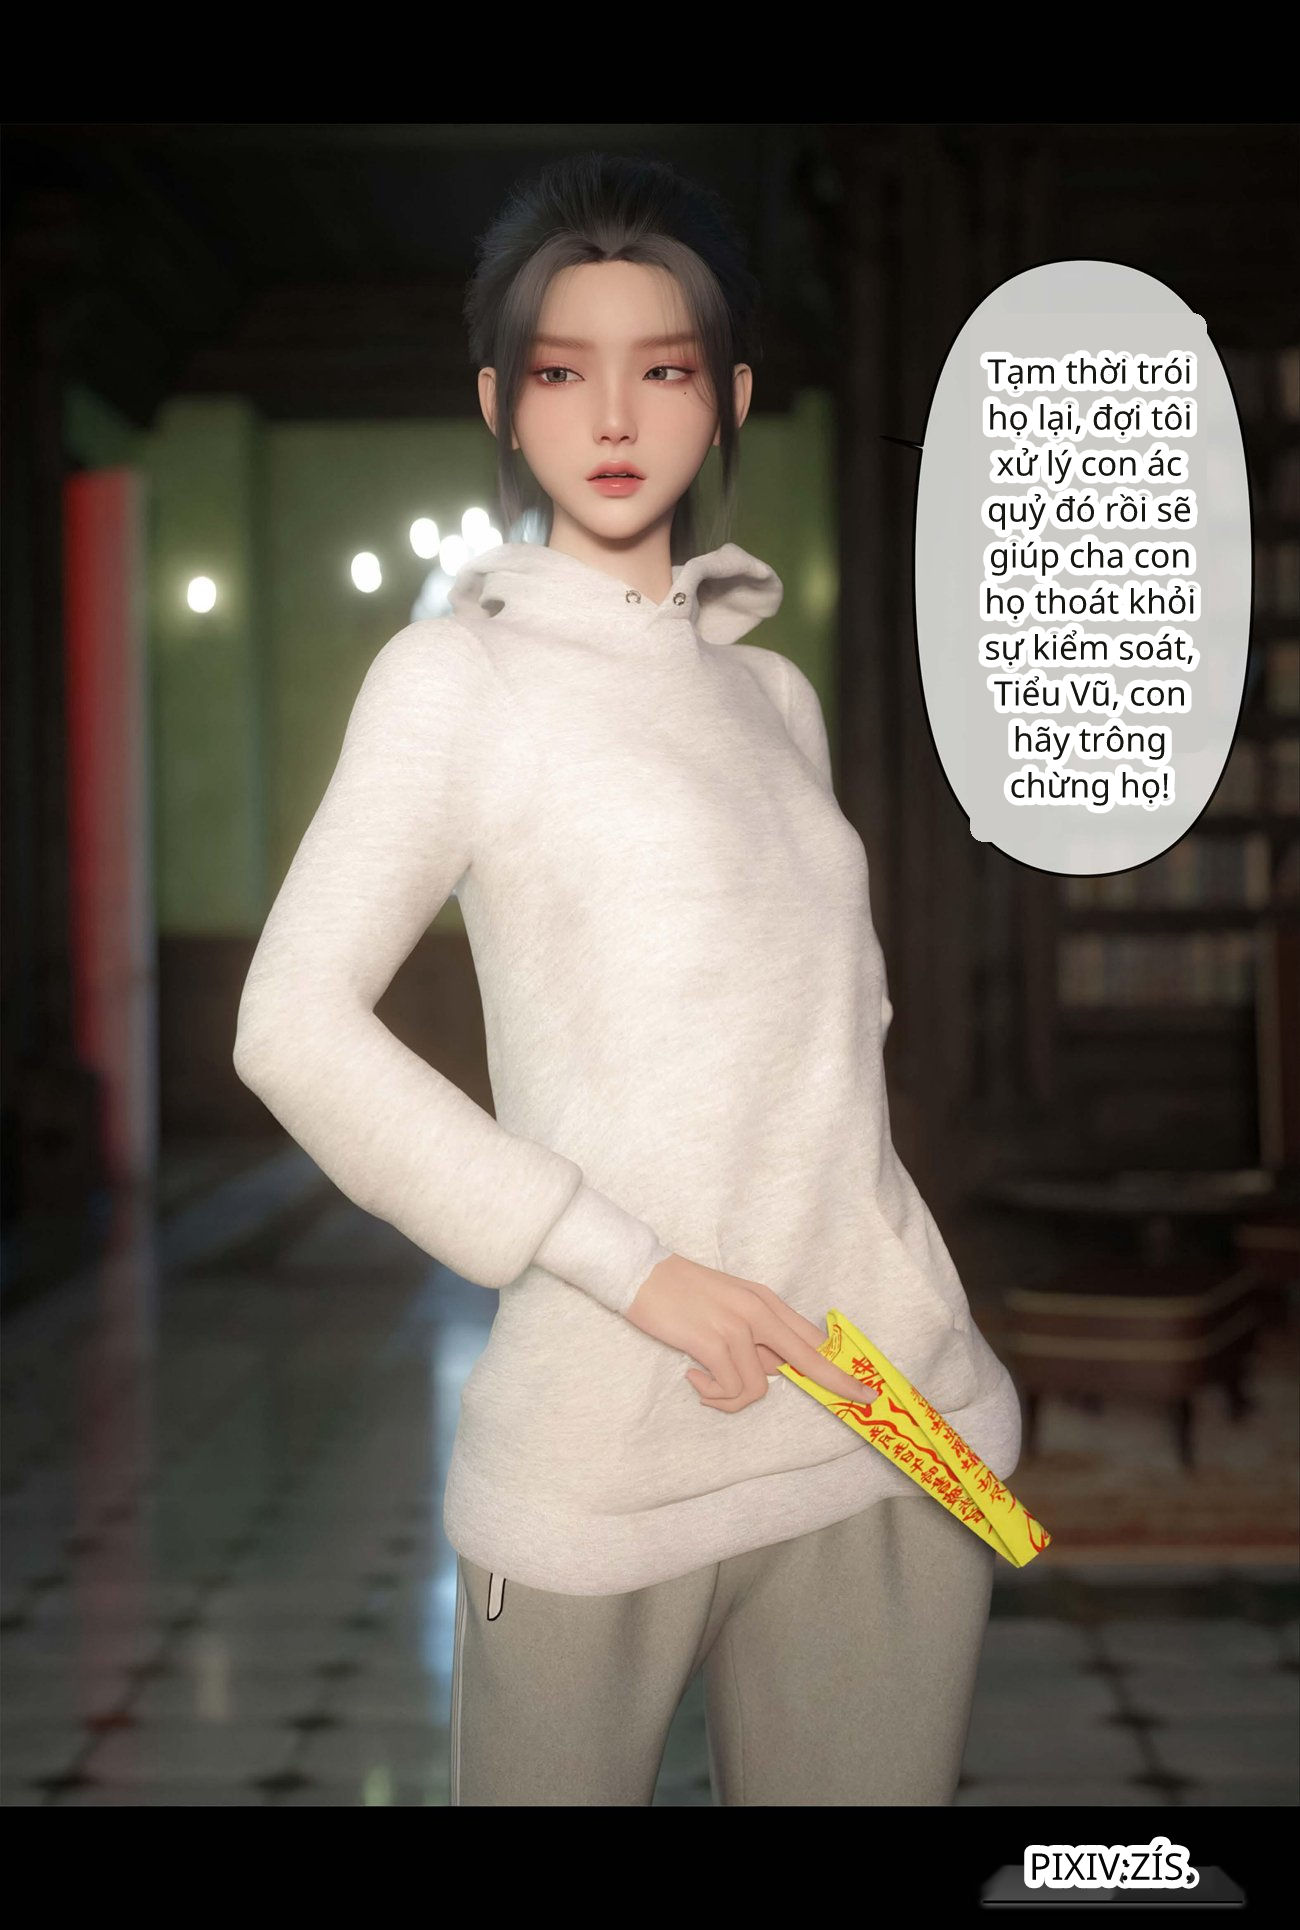 Tạm thời trói
họ lại, đợi tôi
xử lý con ác
quỷ đó rồi sẽ
giúp cha con
họ thoát khỏi
sự kiểm soát,
Tiểu Vũ, con
hãy trông
chừng họ!
PIXIV:ZÍS,